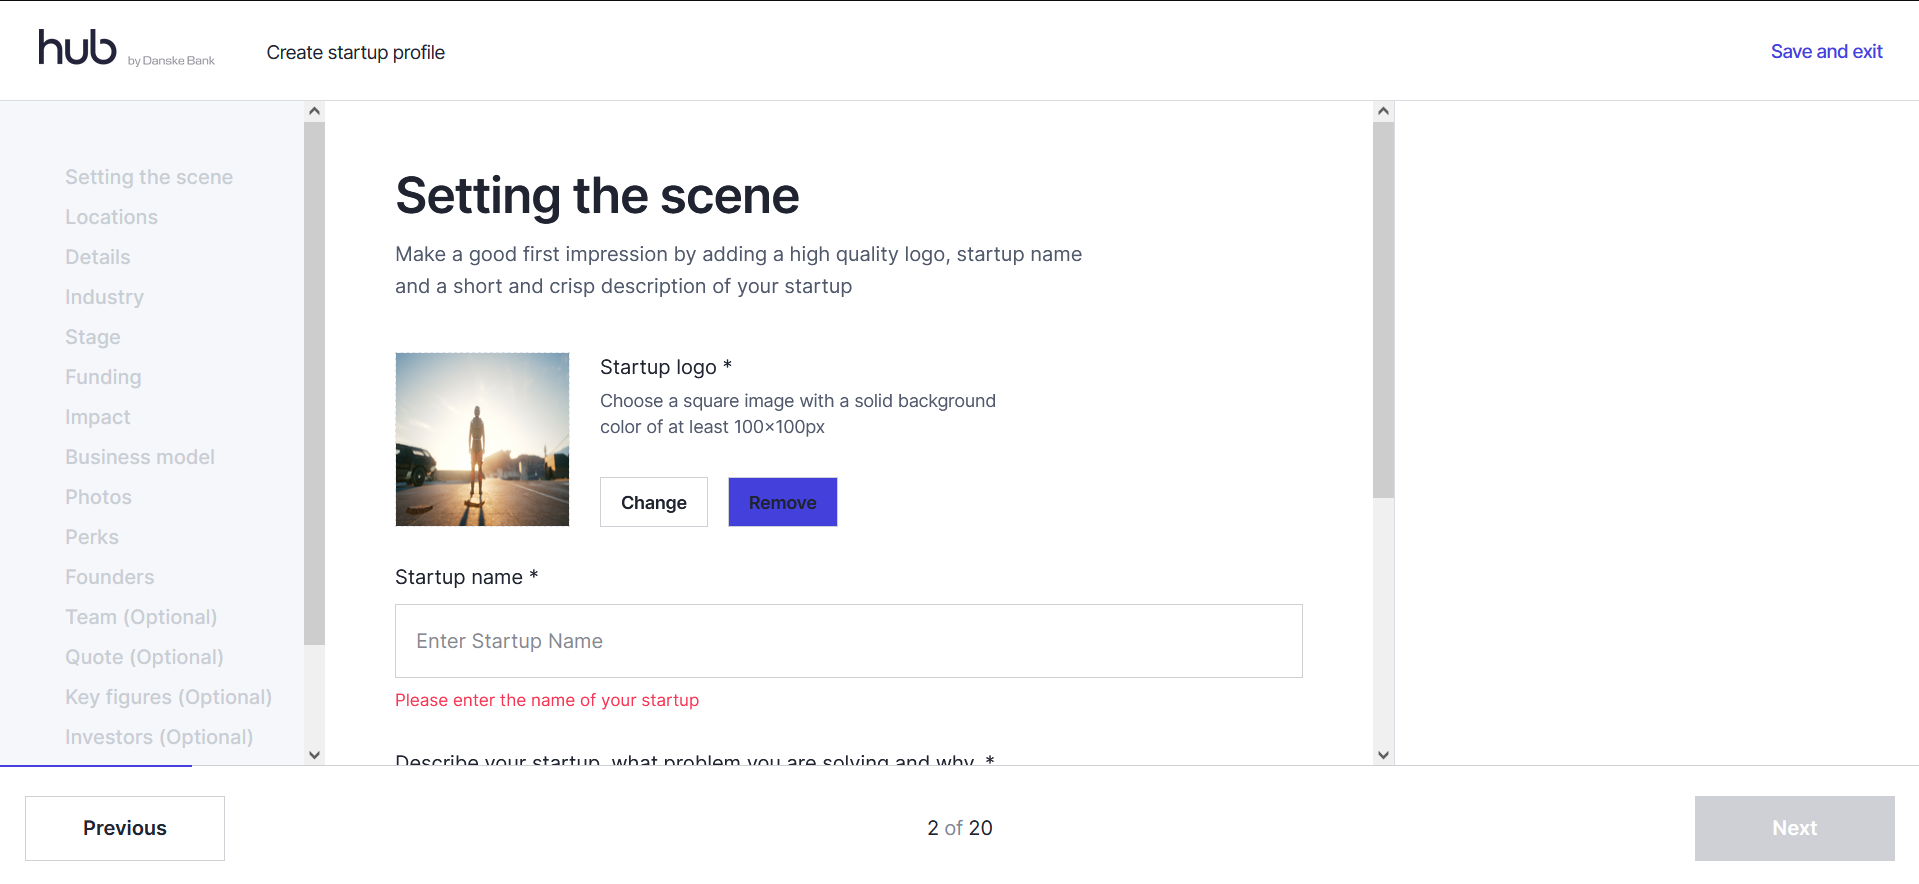 hub by Danske Bank
Create startup profile
Save and exit
Setting the scene
Locations
Details
Industry
Stage
Funding
Impact
Business model
Photos
Perks
Founders
Team (Optional)
Quote (Optional)
Key figures (Optional)
Investors (Optional)
Setting the scene
Make a good first impression by adding a high quality logo, startup name
and a short and crisp description of your startup
Startup logo *
Choose a square image with a solid background
color of at least 100×100px
Change
Remove
Startup name *
Enter Startup Name
Please enter the name of your startup
Describe your startup, what problem you are solving and why. *
Previous
2 of 20
Next